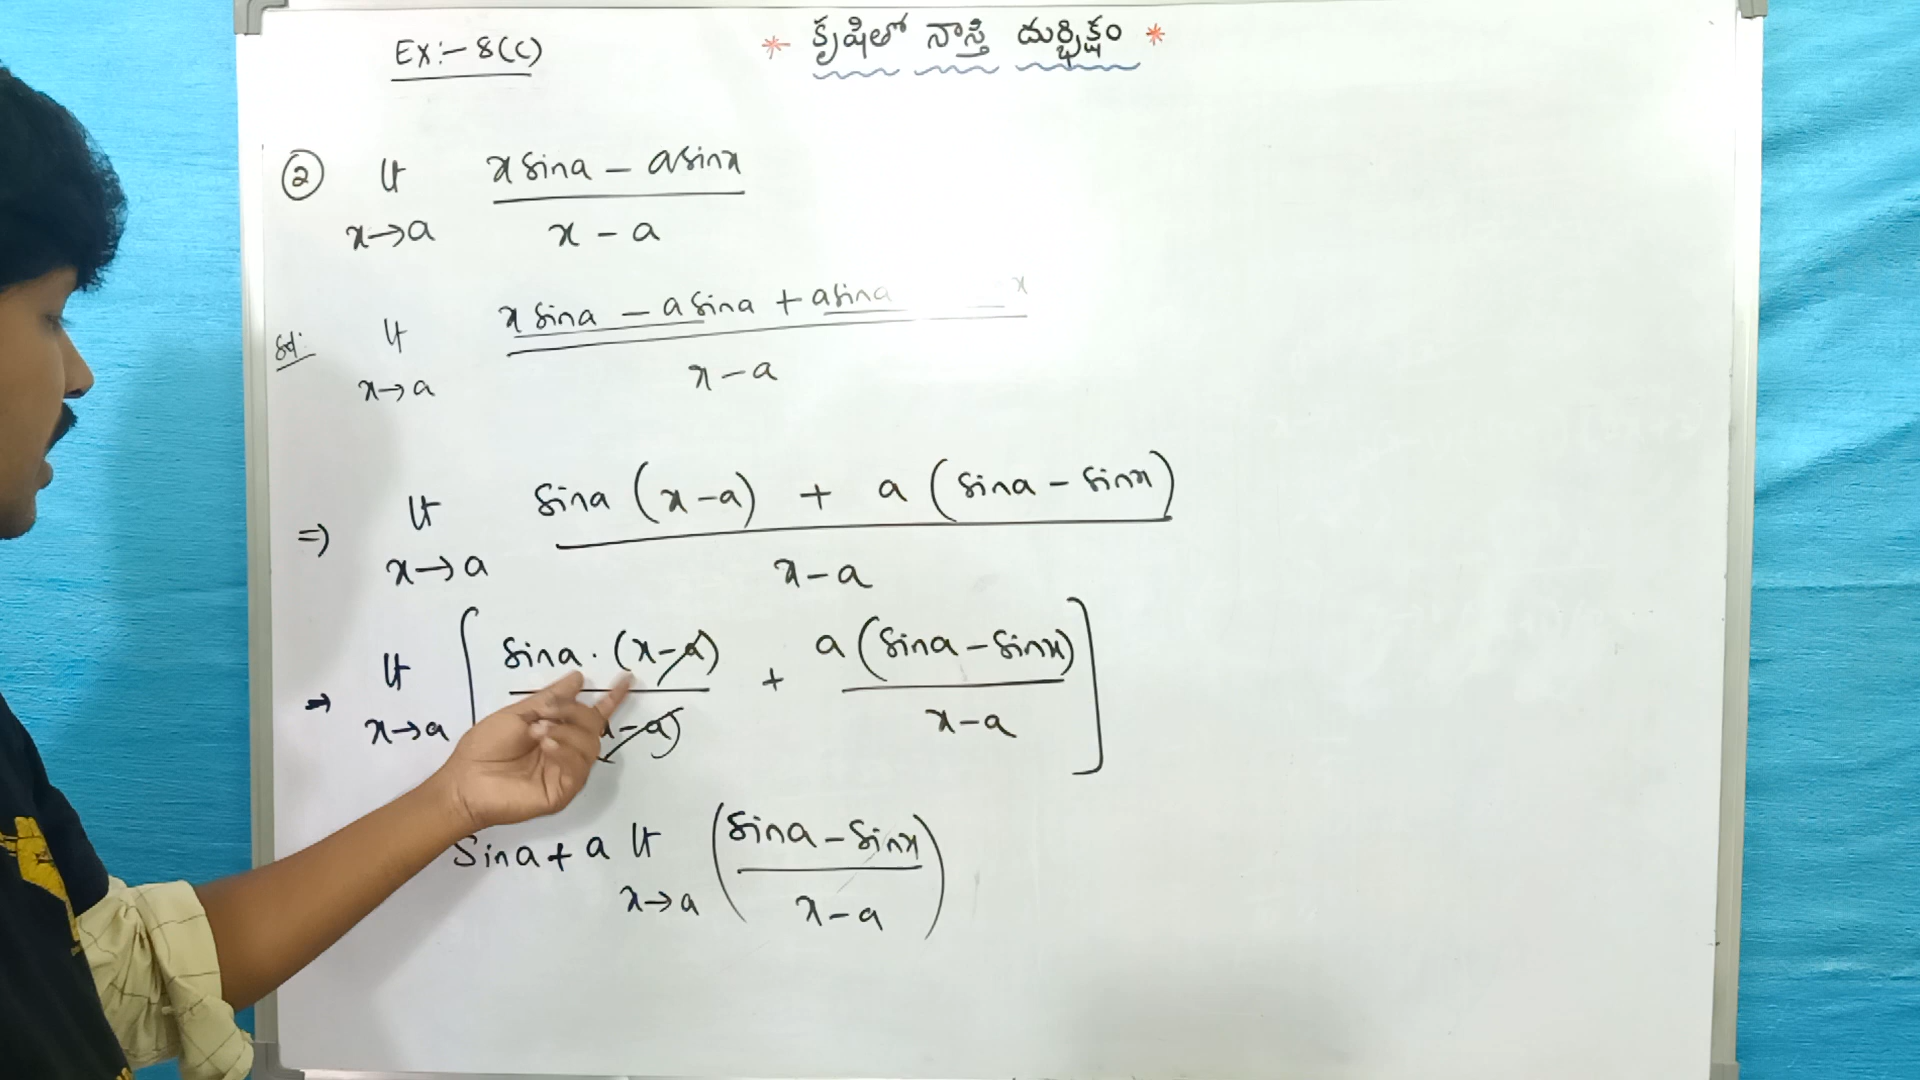 Ex:- 8(C)
* కృషితో నాస్తి దుర్భిక్షం *
② Lt x→a (x sina - a sinx) / (x - a)
Sol: Lt x→a (x sina - a sina + a sina x) / (x - a)
=> Lt x→a (sina (x-a) + a (sina - sinx)) / (x-a)
→ Lt x→a [ sina · (x-a) / (x-a) + a (sina - sinx) / (x-a) ]
Sina + a Lt x→a ( (sina - sinx) / (x-a) )